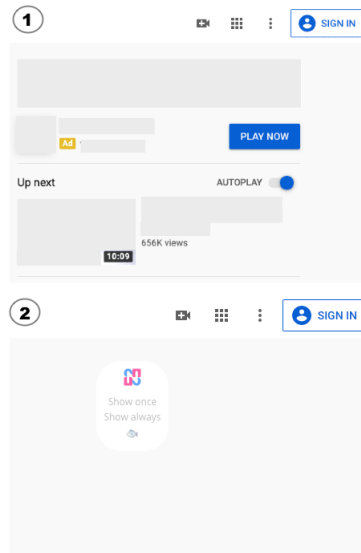 1
SIGN IN
Ad
PLAY NOW
Up next
AUTOPLAY
10:09
656K views
2
SIGN IN
Show once
Show always